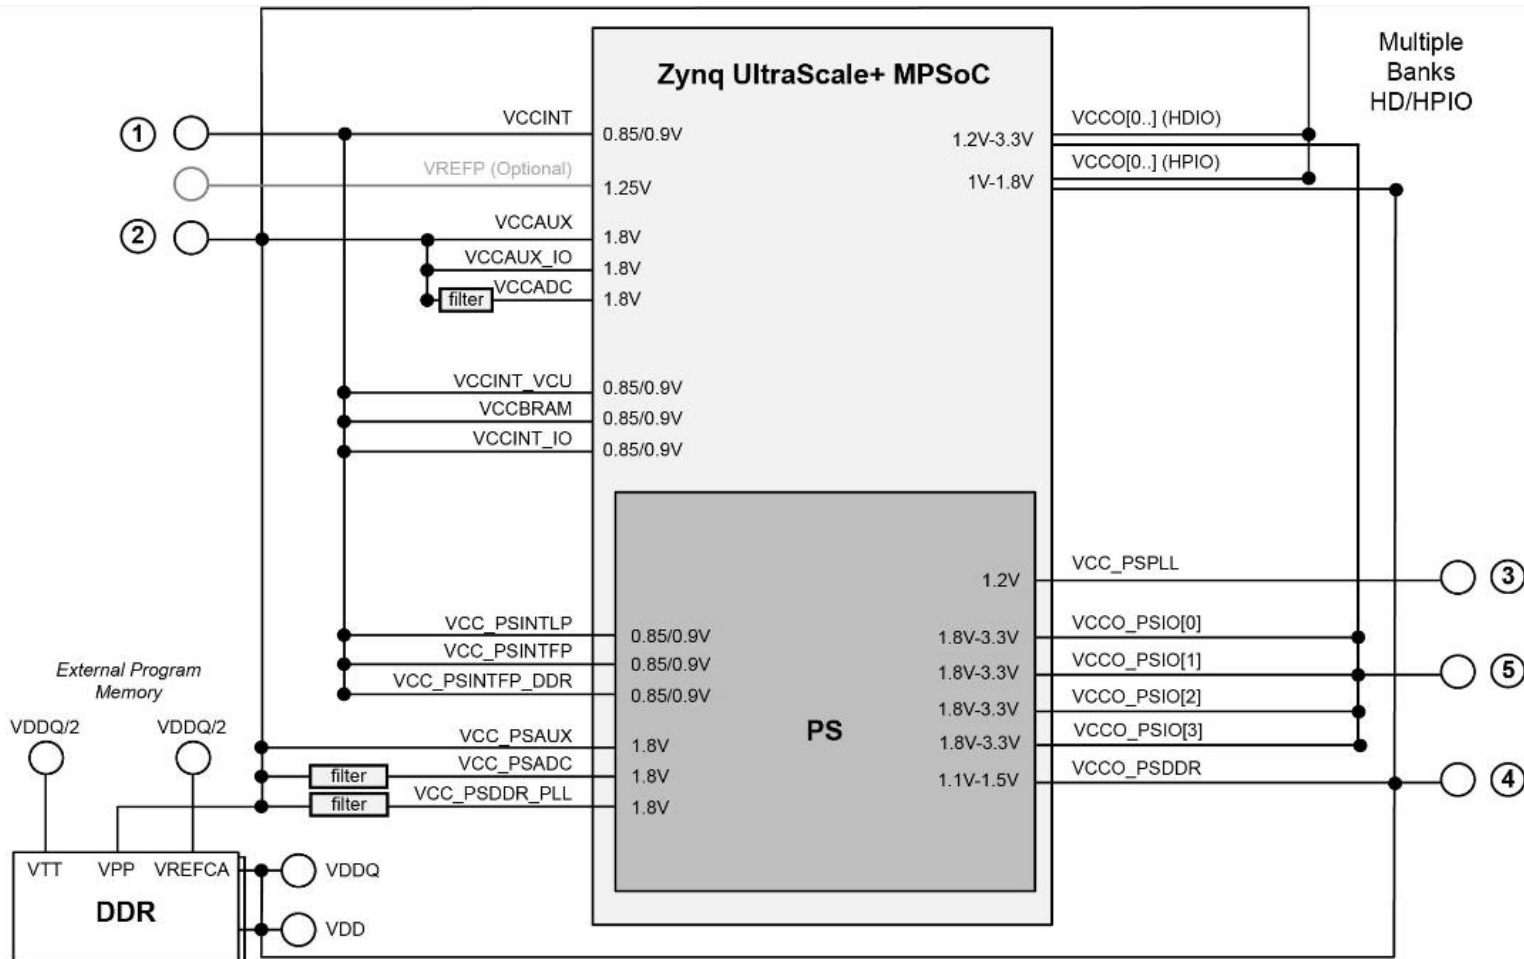 Multiple
Banks
HD/HPIO
Zynq UltraScale+ MPSoC
1
VCCINT
0.85/0.9V
1.2V-3.3V
VCCO[0..] (HDIO)
VREFP (Optional)
1.25V
1V-1.8V
VCCO[0..] (HPIO)
2
VCCAUX
1.8V
VCCAUX_IO
1.8V
filter
VCCADC
1.8V
VCCINT_VCU
0.85/0.9V
VCCBRAM
0.85/0.9V
VCCINT_IO
0.85/0.9V
1.2V
VCC_PSPLL
3
VCC_PSINTLP
0.85/0.9V
1.8V-3.3V
VCCO_PSIO[0]
VCC_PSINTFP
0.85/0.9V
1.8V-3.3V
VCCO_PSIO[1]
5
VCC_PSINTFP_DDR
0.85/0.9V
1.8V-3.3V
VCCO_PSIO[2]
PS
VCC_PSAUX
1.8V
1.8V-3.3V
VCCO_PSIO[3]
filter
VCC_PSADC
1.8V
1.1V-1.5V
VCCO_PSDDR
4
filter
VCC_PSDDR_PLL
1.8V
External Program
Memory
VDDQ/2
VDDQ/2
VTT
VPP
VREFCA
VDDQ
DDR
VDD